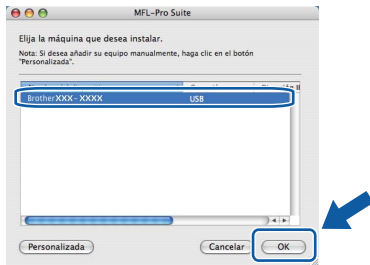 MFL-Pro Suite
Elija la máquina que desea instalar.
Nota: Si desea añadir su equipo manualmente, haga clic en el botón
"Personalizada".
BrotherXXX-XXXX USB
Personalizada Cancelar OK